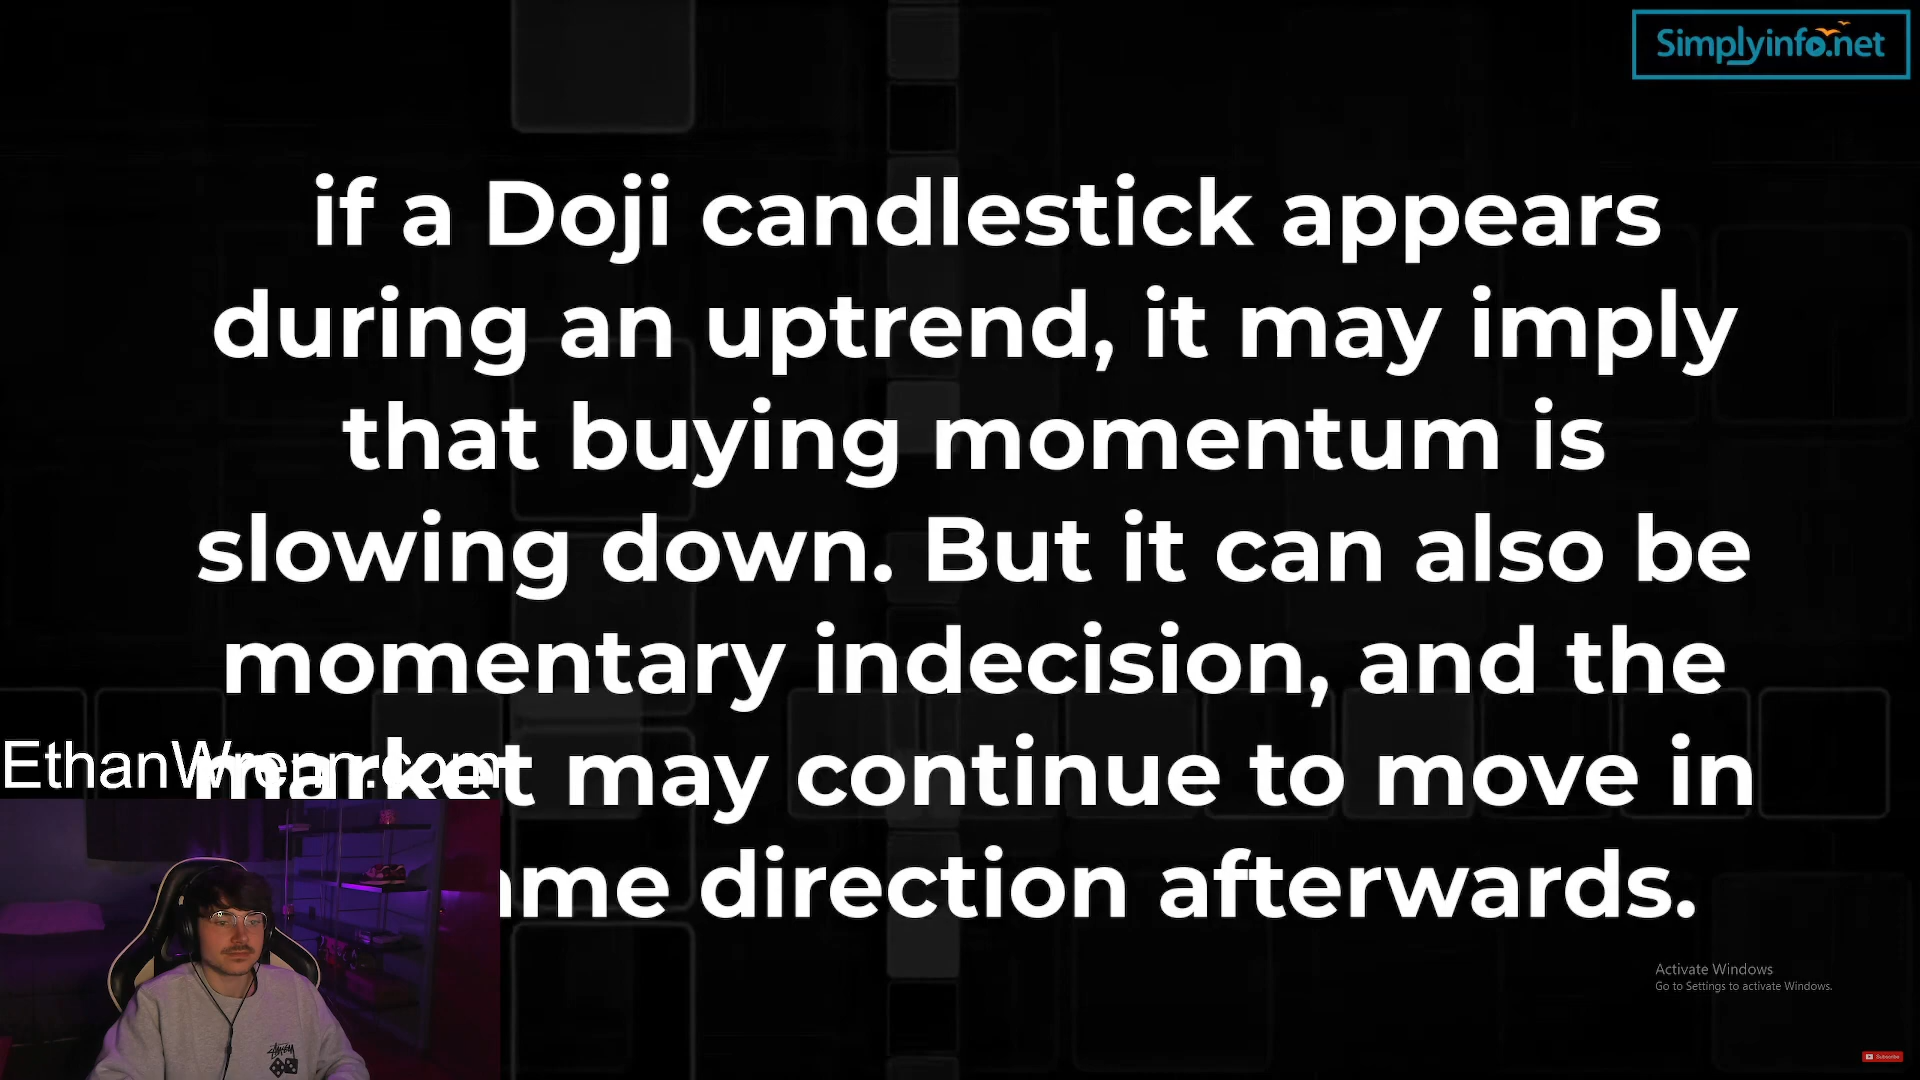 Simplyinfo.net
if a Doji candlestick appears
during an uptrend, it may imply
that buying momentum is
slowing down. But it can also be
momentary indecision, and the
market may continue to move in
ame direction afterwards.
EthanWrenn.com
Activate Windows
Go to Settings to activate Windows.
Subscribe